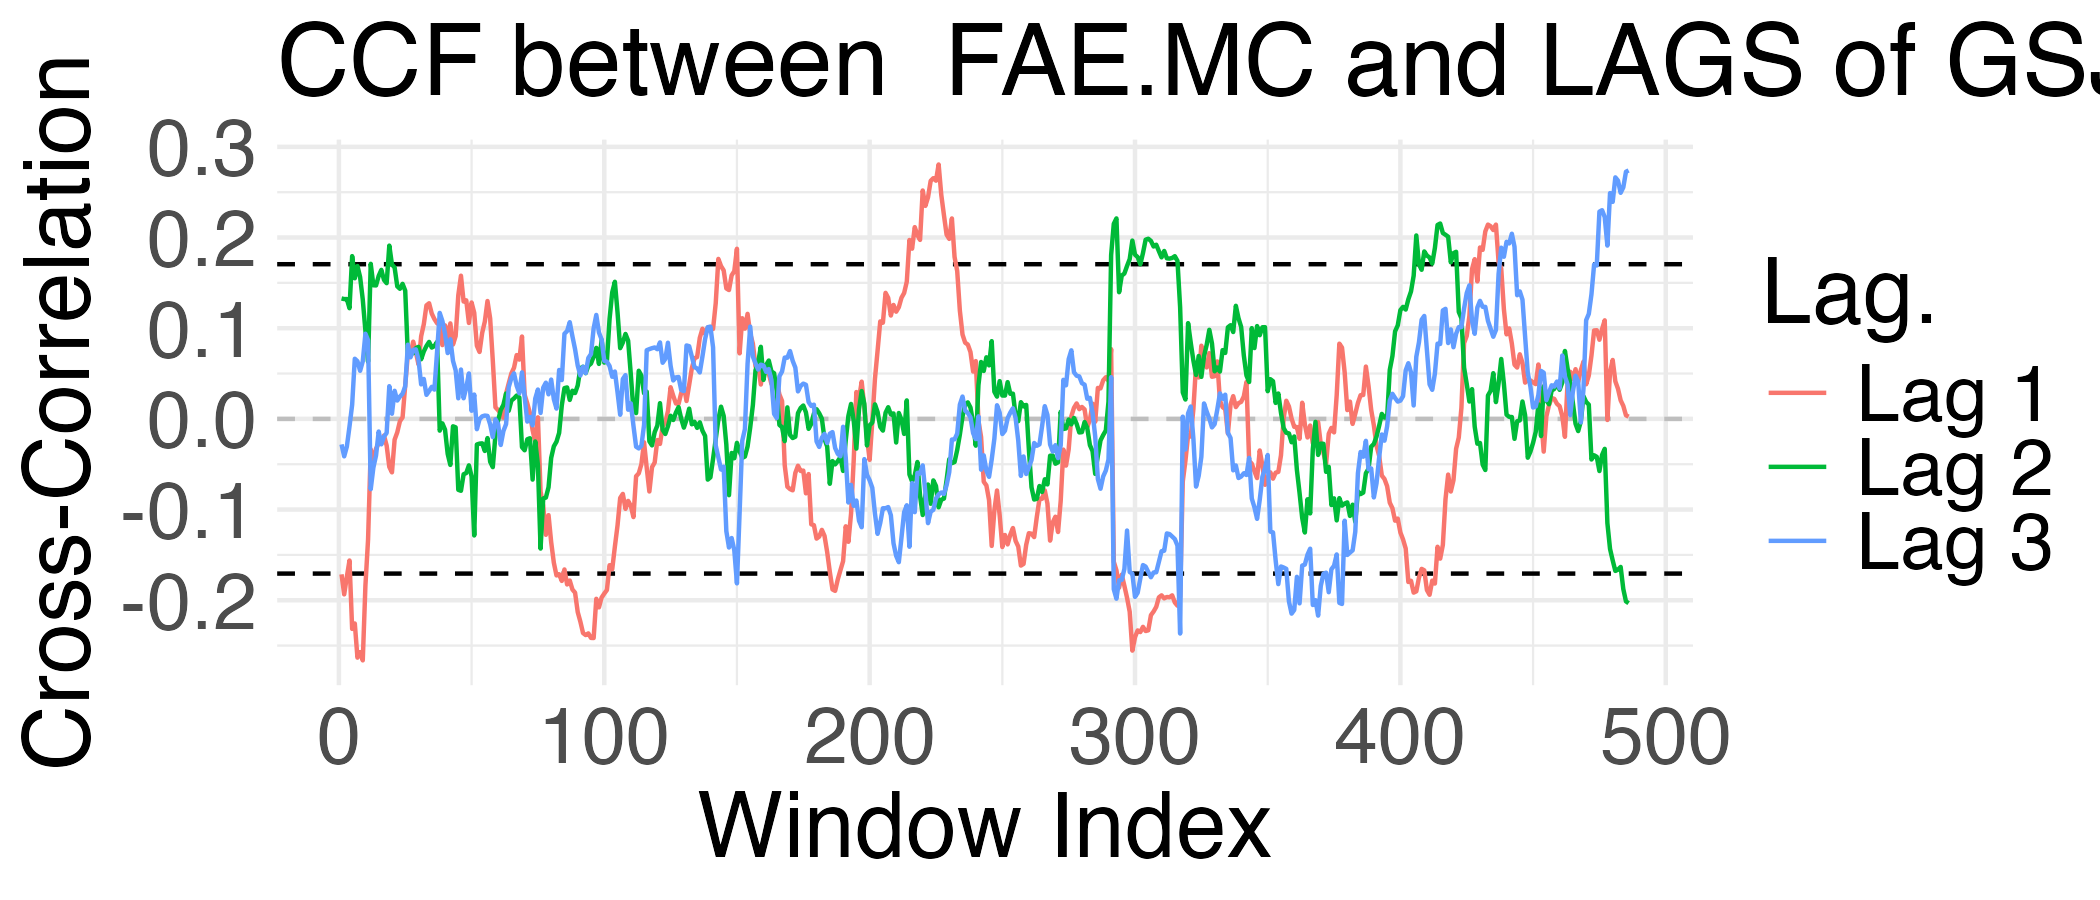 CCF between FAE.MC and LAGS of GSJ
Cross-Correlation
0.3
0.2
0.1
0.0
-0.1
-0.2
0 100 200 300 400 500
Window Index
Lag.
Lag 1
Lag 2
Lag 3